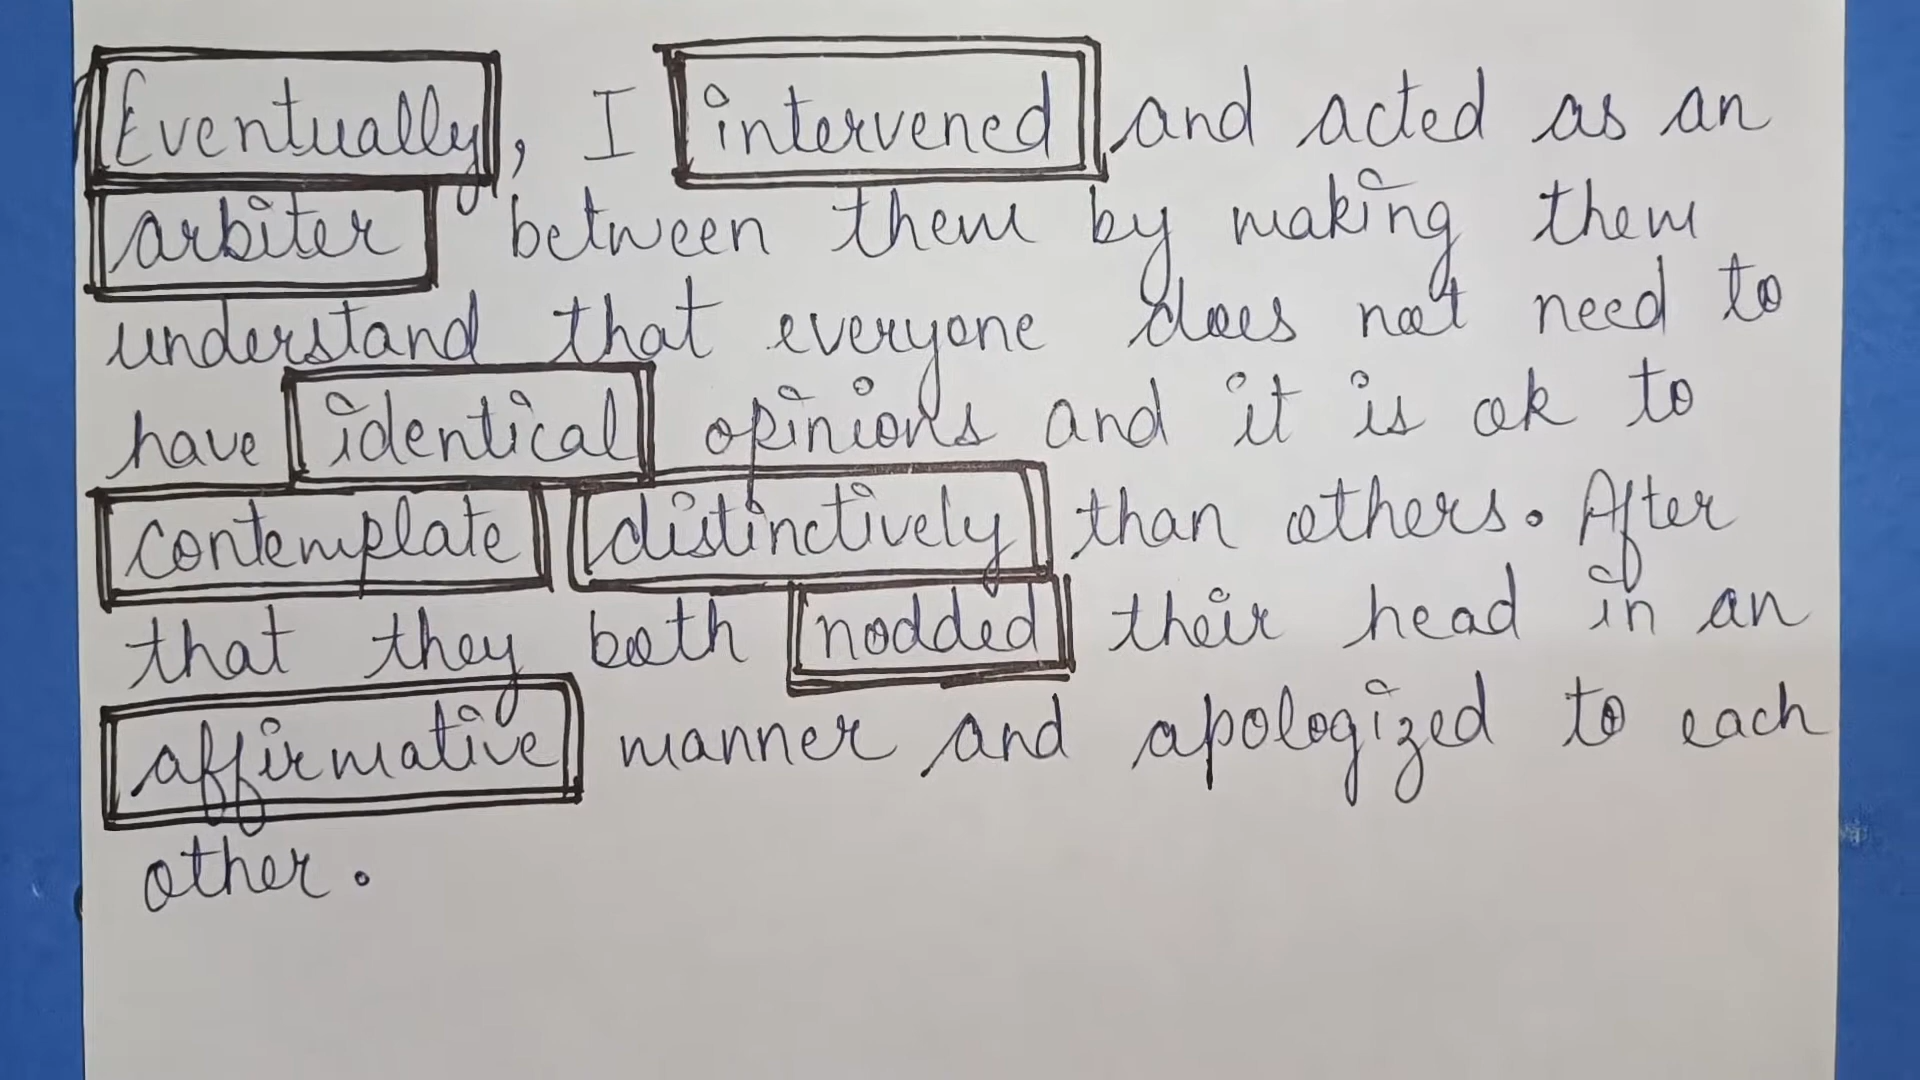 Eventually, I intervened and acted as an
arbiter between them by making them
understand that everyone does not need to
have identical opinions and it is ok to
contemplate distinctively than others. After
that they both nodded their head in an
affirmative manner and apologized to each
other.